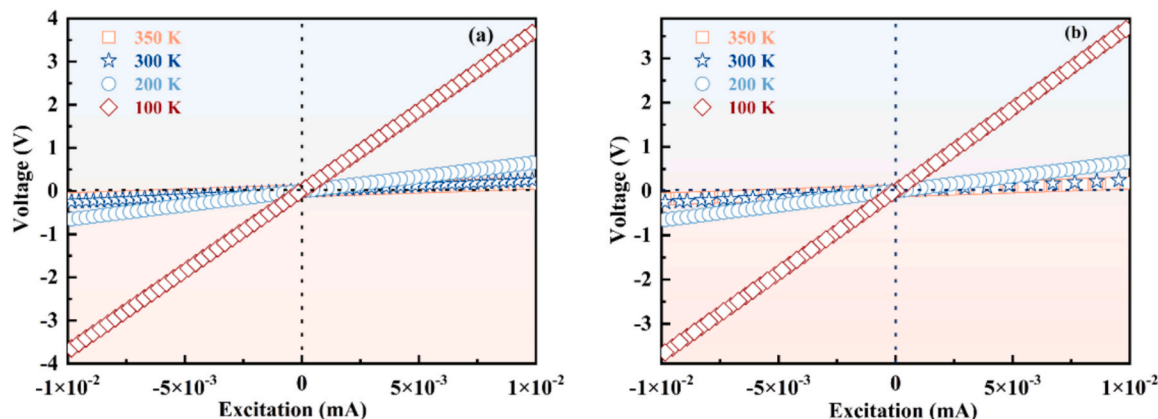 (a)
350 K
300 K
200 K
100 K
4
3
2
1
0
-1
-2
-3
-4
Voltage (V)
-1×10⁻²
-5×10⁻³
0
5×10⁻³
1×10⁻²
Excitation (mA)
(b)
350 K
300 K
200 K
100 K
3
2
1
0
-1
-2
-3
Voltage (V)
-1×10⁻²
-5×10⁻³
0
5×10⁻³
1×10⁻²
Excitation (mA)